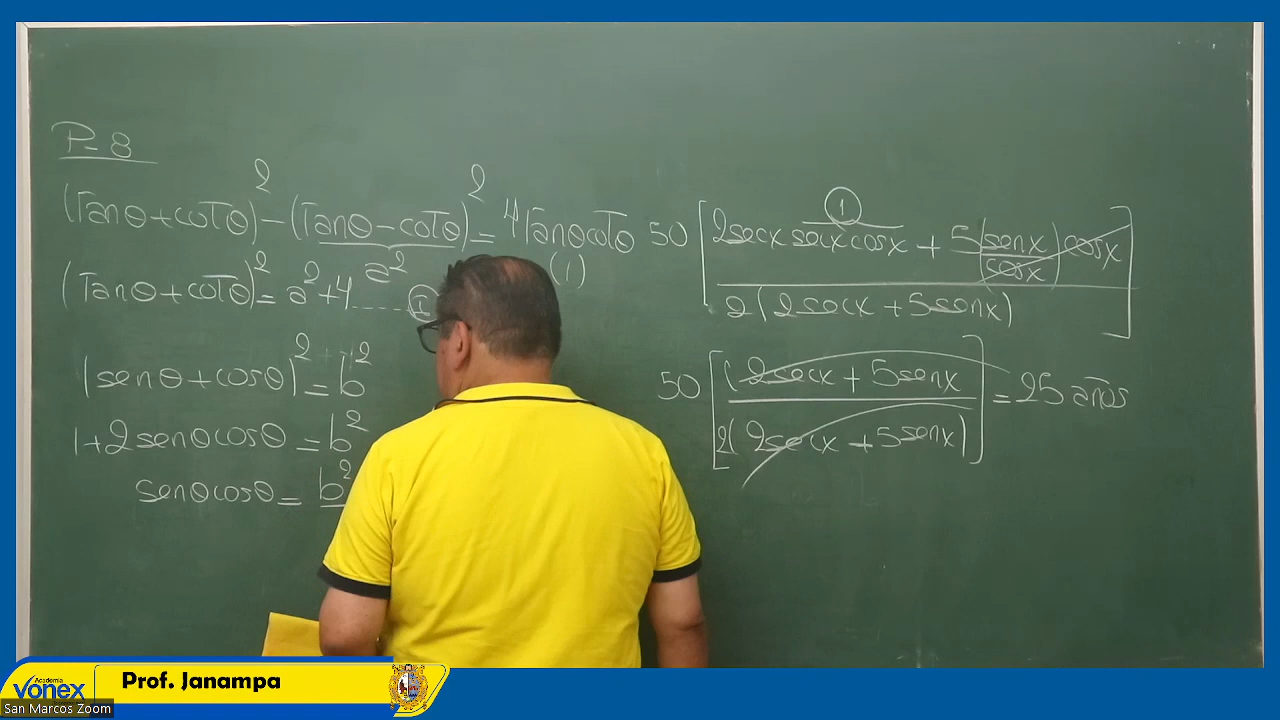 P-8
(Tanθ+coTθ)² - (Tanθ-coTθ)² = 4TanθcoTθ
a²
(1)
(Tanθ+coTθ)² = a²+4 ...... I
(senθ+cosθ)² = b²
1+2senθcosθ = b²
senθcosθ = b²
1
50 [ 2secx secx cosx + 5(senx/cosx) cosx
2(2secx + 5senx) ]
50 [ (2secx + 5senx
2(2secx + 5senx) ] = 25 años
Academia
VONEX
Prof. Janampa
San Marcos Zoom